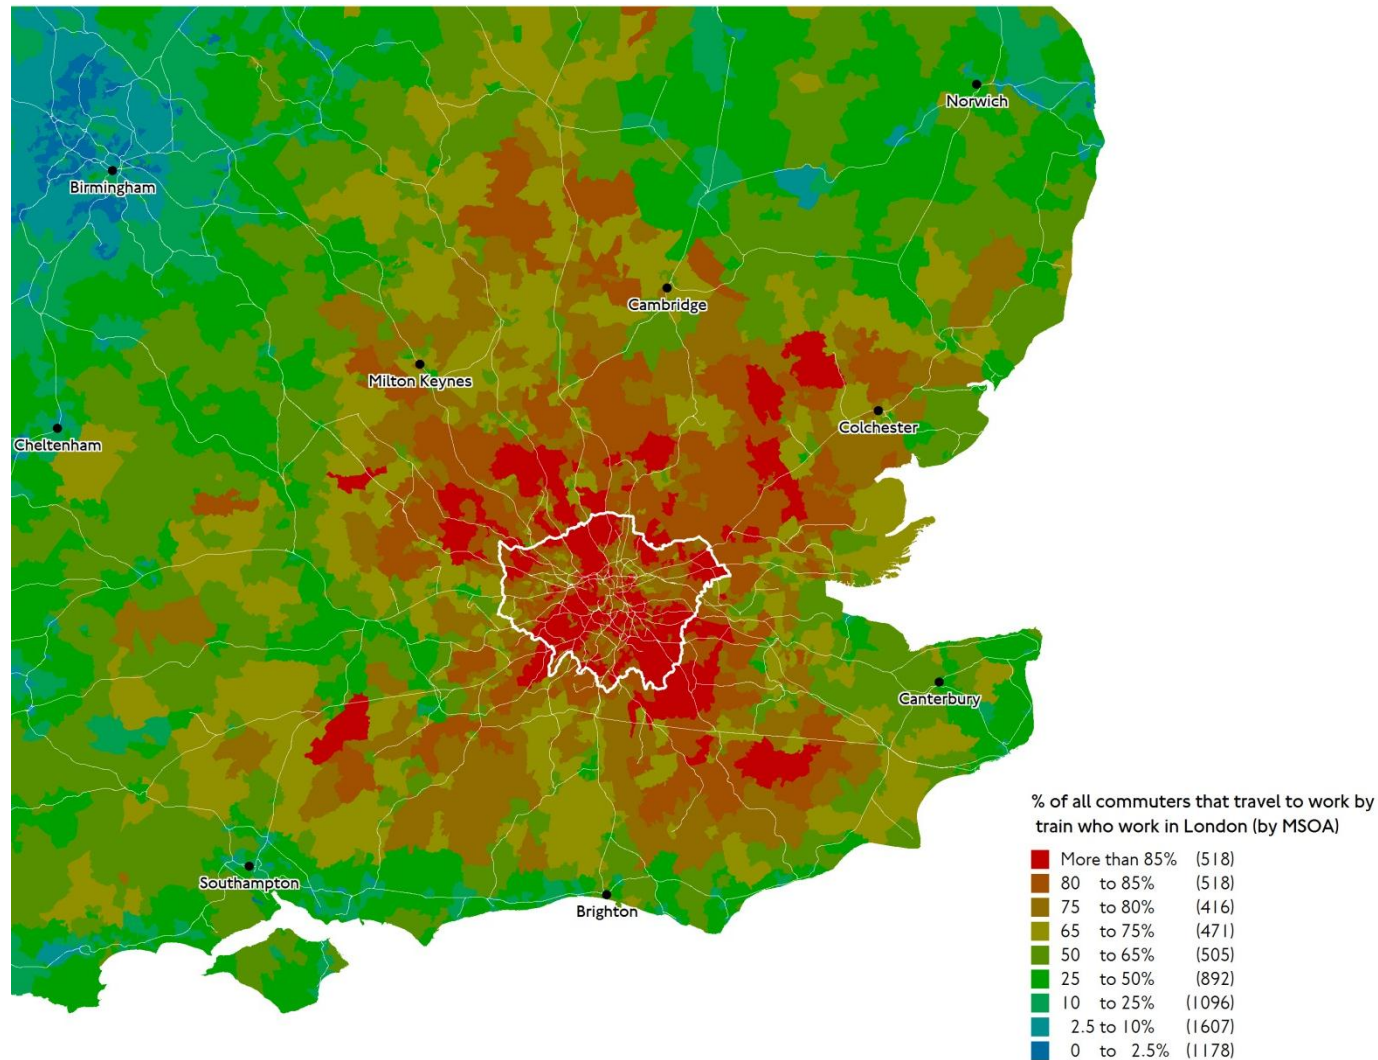 Norwich
Birmingham
Cambridge
Milton Keynes
Cheltenham
Colchester
Canterbury
Southampton
Brighton
% of all commuters that travel to work by
train who work in London (by MSOA)
More than 85% (518)
80 to 85% (518)
75 to 80% (416)
65 to 75% (471)
50 to 65% (505)
25 to 50% (892)
10 to 25% (1096)
2.5 to 10% (1607)
0 to 2.5% (1178)